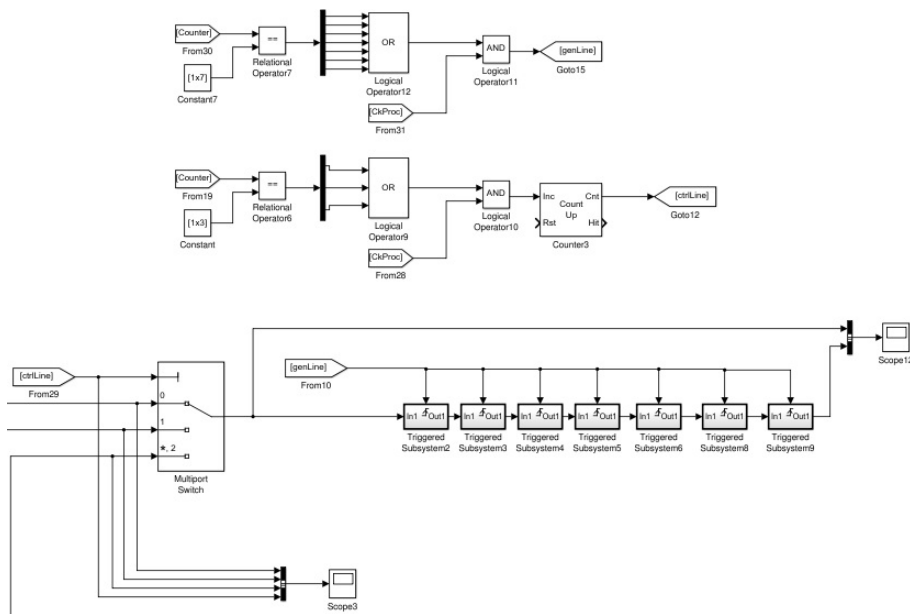 [Counter]
From30
==
Relational
Operator7
[1x7]
Constant7
OR
Logical
Operator12
AND
Logical
Operator11
[genLine]
Goto15
[CkProc]
From31
[Counter]
From19
==
Relational
Operator6
[1x3]
Constant
OR
Logical
Operator9
AND
Logical
Operator10
Inc Cnt
Count
Up
Rst Hit
Counter3
[ctrlLine]
Goto12
[CkProc]
From28
Scope12
[ctrlLine]
From29
0
1
*, 2
Multiport
Switch
[genLine]
From10
In1 Out1
Triggered
Subsystem2
In1 Out1
Triggered
Subsystem3
In1 Out1
Triggered
Subsystem4
In1 Out1
Triggered
Subsystem5
In1 Out1
Triggered
Subsystem6
In1 Out1
Triggered
Subsystem8
In1 Out1
Triggered
Subsystem9
Scope3